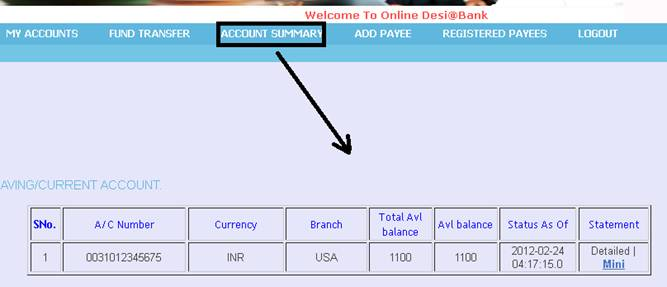 Welcome To Online Desi@Bank
MY ACCOUNTS FUND TRANSFER ACCOUNT SUMMARY ADD PAYEE REGISTERED PAYEES LOGOUT
AVING/CURRENT ACCOUNT.
SNo. A/C Number Currency Branch Total Avl balance Avl balance Status As Of Statement
1 0031012345675 INR USA 1100 1100 2012-02-24 04:17:15.0 Detailed | Mini